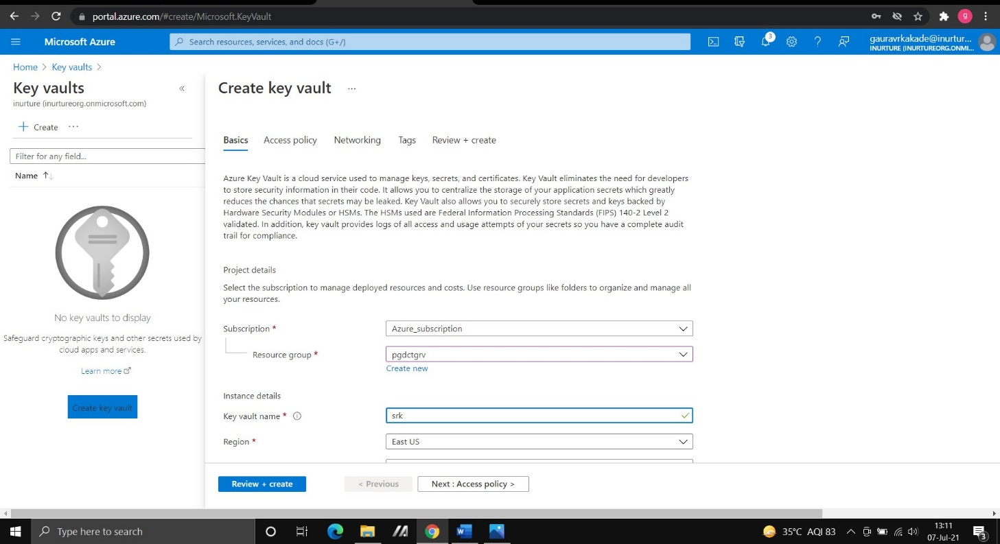 portal.azure.com/#create/Microsoft.KeyVault
g
Microsoft Azure
Search resources, services, and docs (G+/)
3
gauravrkakade@inurtur...
INURTURE (INURTUREORG.ONMI...
Home > Key vaults >
Key vaults
inurture (inurtureorg.onmicrosoft.com)
+ Create ...
Filter for any field...
Name ↑↓
No key vaults to display
Safeguard cryptographic keys and other secrets used by
cloud apps and services.
Learn more
Create key vault
Create key vault ...
Basics Access policy Networking Tags Review + create
Azure Key Vault is a cloud service used to manage keys, secrets, and certificates. Key Vault eliminates the need for developers
to store security information in their code. It allows you to centralize the storage of your application secrets which greatly
reduces the chances that secrets may be leaked. Key Vault also allows you to securely store secrets and keys backed by
Hardware Security Modules or HSMs. The HSMs used are Federal Information Processing Standards (FIPS) 140-2 Level 2
validated. In addition, key vault provides logs of all access and usage attempts of your secrets so you have a complete audit
trail for compliance.
Project details
Select the subscription to manage deployed resources and costs. Use resource groups like folders to organize and manage all
your resources.
Subscription * Azure_subscription
Resource group * pgdctgrv
Create new
Instance details
Key vault name * srk
Region * East US
Review + create < Previous Next : Access policy >
Type here to search
35°C AQI 83
13:11
07-Jul-21
3